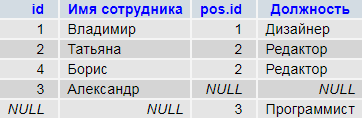 id Имя сотрудника pos.id Должность
1 Владимир 1 Дизайнер
2 Татьяна 2 Редактор
4 Борис 2 Редактор
3 Александр NULL NULL
NULL NULL 3 Программист